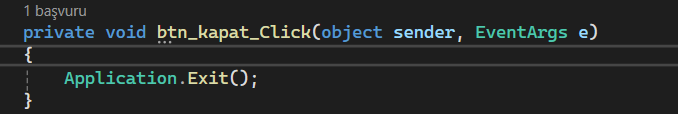 1 başvuru
private void btn_kapat_Click(object sender, EventArgs e)
{
    Application.Exit();
}